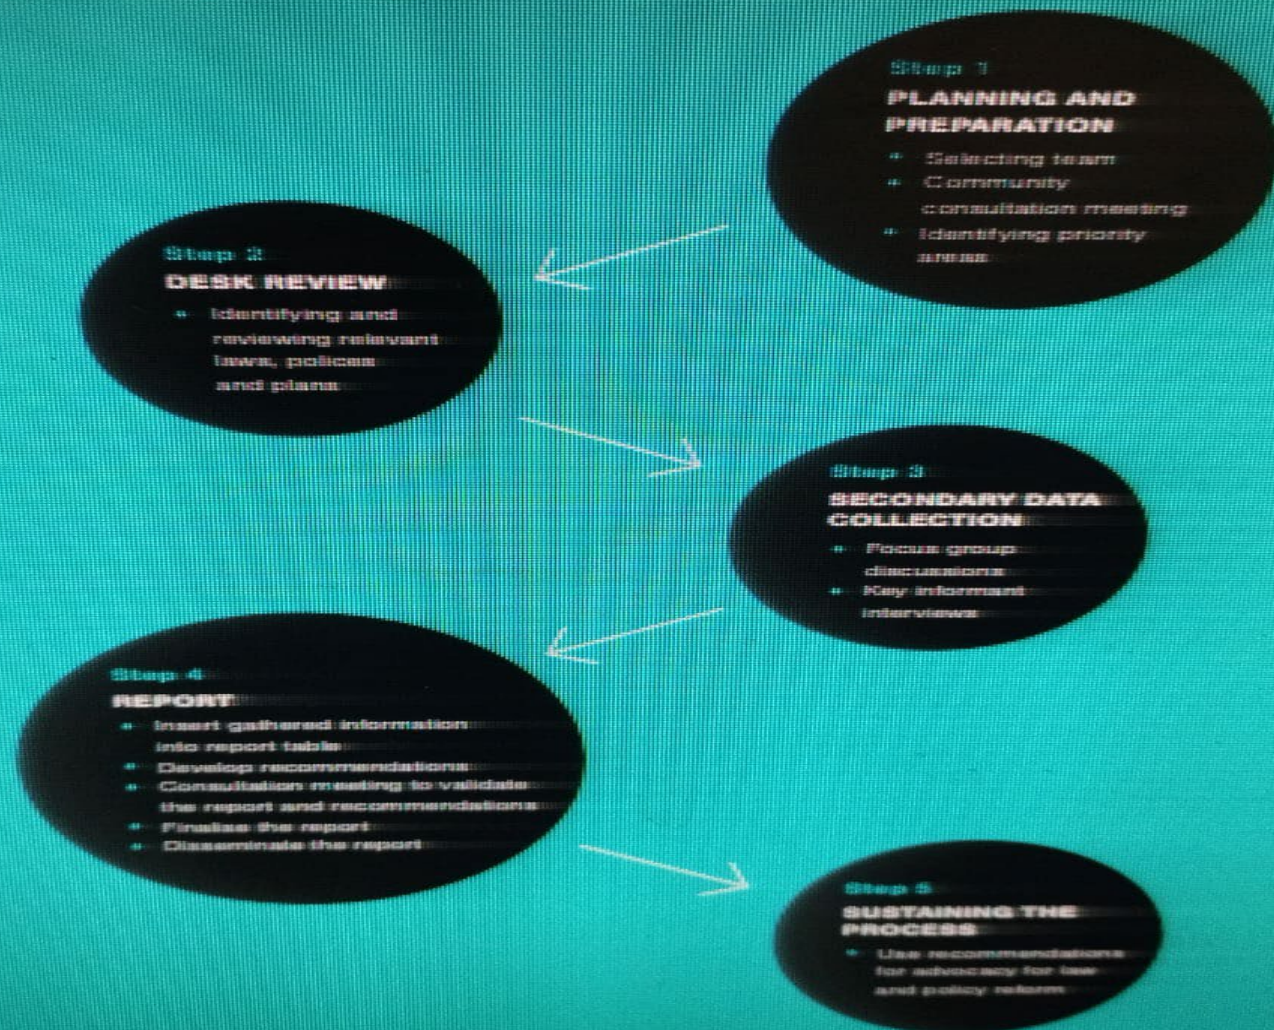 Step 1
PLANNING AND
PREPARATION
+ Selecting team
+ Community
consultation meeting
+ Identifying priority
areas
Step 2
DESK REVIEW
+ Identifying and
reviewing relevant
laws, polices
and plans
Step 3
SECONDARY DATA
COLLECTION
+ Focus group
discussions
+ Key informant
interviews
Step 4
REPORT
+ Insert gathered information
into report table
+ Develop recommendations
+ Consultation meeting to validate
the report and recommendations
+ Finalise the report
+ Disseminate the report
Step 5
SUSTAINING THE
PROCESS
+ Use recommendations
for advocacy for law
and policy reform